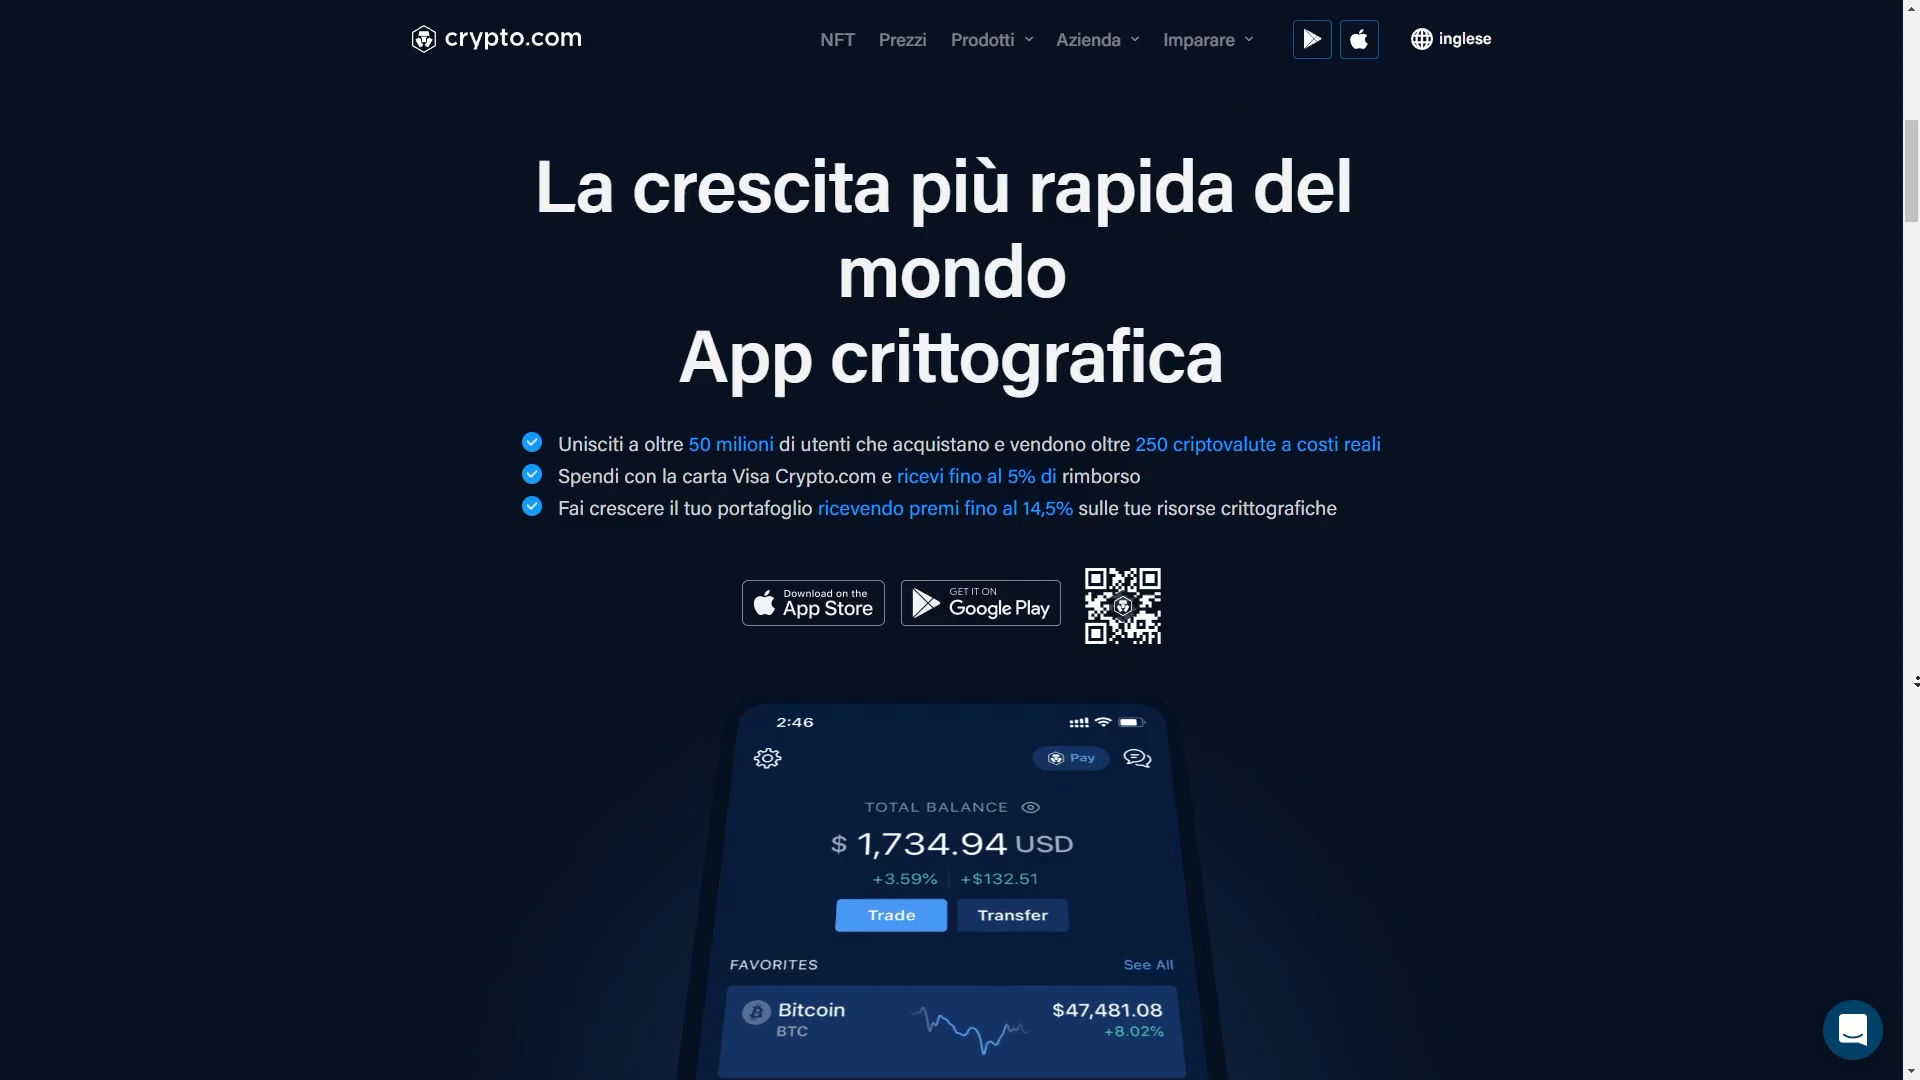 crypto.com
NFT Prezzi Prodotti Azienda Imparare inglese
La crescita più rapida del
mondo
App crittografica
Unisciti a oltre 50 milioni di utenti che acquistano e vendono oltre 250 criptovalute a costi reali
Spendi con la carta Visa Crypto.com e ricevi fino al 5% di rimborso
Fai crescere il tuo portafoglio ricevendo premi fino al 14,5% sulle tue risorse crittografiche
Download on the
App Store
GET IT ON
Google Play
2:46
Pay
TOTAL BALANCE
$ 1,734.94 USD
+3.59% +$132.51
Trade Transfer
FAVORITES See All
Bitcoin $47,481.08
BTC +8.02%